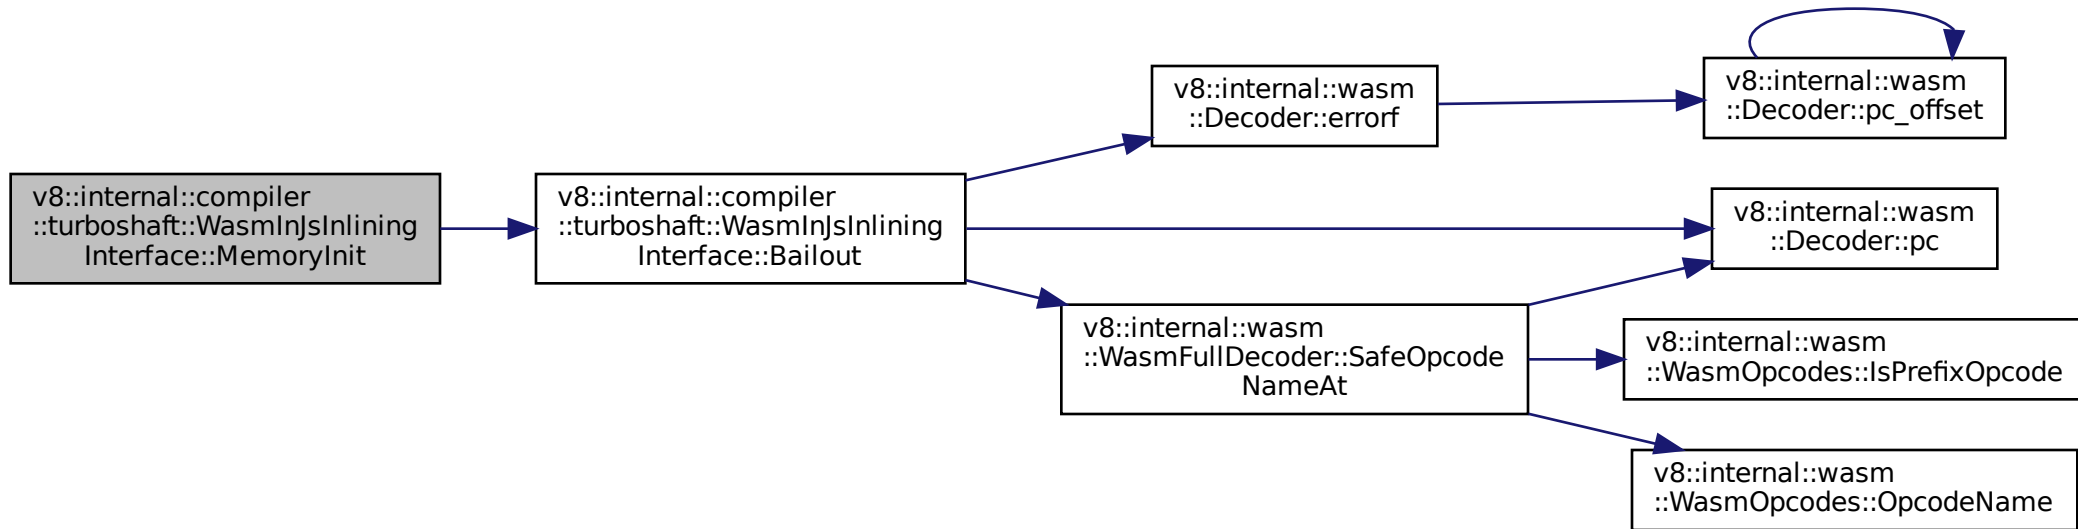 v8::internal::compiler
::turboshaft::WasmInJsInlining
Interface::MemoryInit
v8::internal::compiler
::turboshaft::WasmInJsInlining
Interface::Bailout
v8::internal::wasm
::Decoder::errorf
v8::internal::wasm
::Decoder::pc_offset
v8::internal::wasm
::Decoder::pc
v8::internal::wasm
::WasmFullDecoder::SafeOpcode
NameAt
v8::internal::wasm
::WasmOpcodes::IsPrefixOpcode
v8::internal::wasm
::WasmOpcodes::OpcodeName